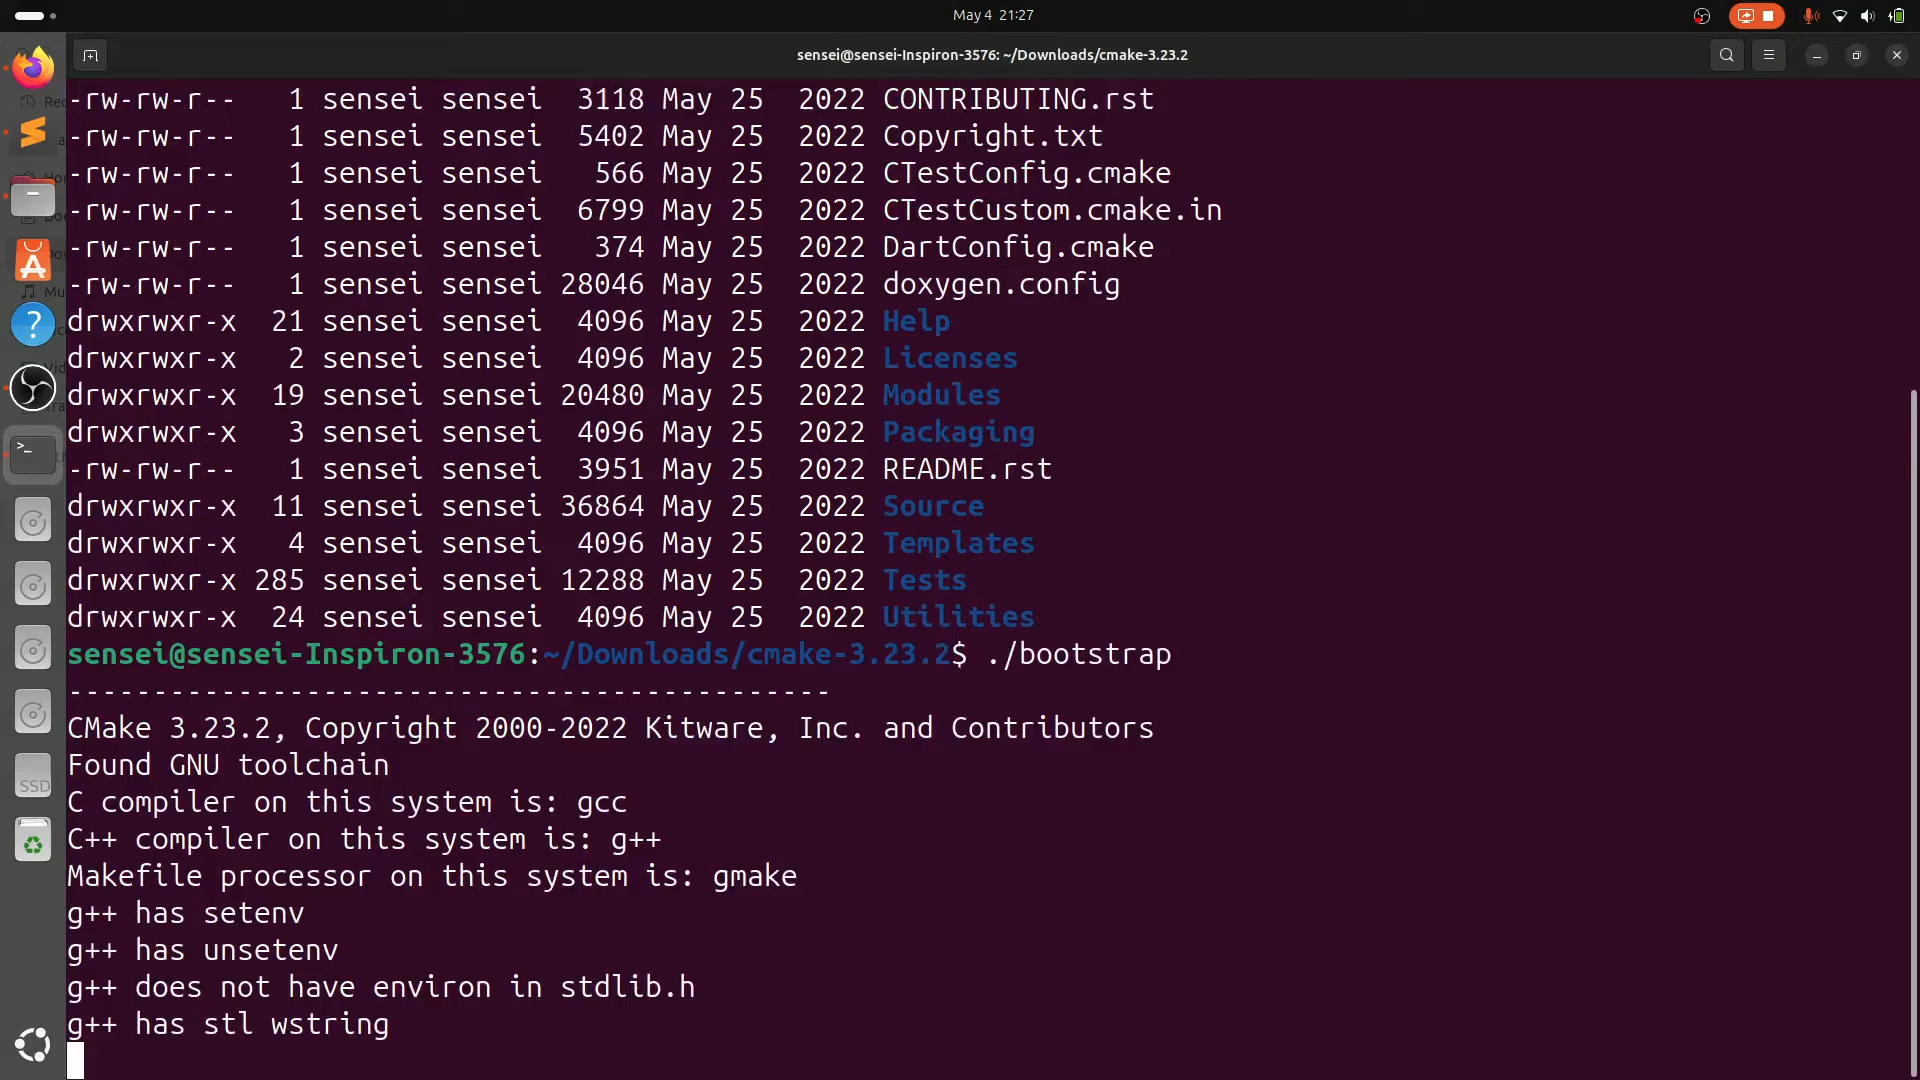 May 4  21:27
sensei@sensei-Inspiron-3576: ~/Downloads/cmake-3.23.2
-rw-rw-r--   1 sensei sensei  3118 May 25  2022 CONTRIBUTING.rst
-rw-rw-r--   1 sensei sensei  5402 May 25  2022 Copyright.txt
-rw-rw-r--   1 sensei sensei   566 May 25  2022 CTestConfig.cmake
-rw-rw-r--   1 sensei sensei  6799 May 25  2022 CTestCustom.cmake.in
-rw-rw-r--   1 sensei sensei   374 May 25  2022 DartConfig.cmake
-rw-rw-r--   1 sensei sensei 28046 May 25  2022 doxygen.config
drwxrwxr-x  21 sensei sensei  4096 May 25  2022 Help
drwxrwxr-x   2 sensei sensei  4096 May 25  2022 Licenses
drwxrwxr-x  19 sensei sensei 20480 May 25  2022 Modules
drwxrwxr-x   3 sensei sensei  4096 May 25  2022 Packaging
-rw-rw-r--   1 sensei sensei  3951 May 25  2022 README.rst
drwxrwxr-x  11 sensei sensei 36864 May 25  2022 Source
drwxrwxr-x   4 sensei sensei  4096 May 25  2022 Templates
drwxrwxr-x 285 sensei sensei 12288 May 25  2022 Tests
drwxrwxr-x  24 sensei sensei  4096 May 25  2022 Utilities
sensei@sensei-Inspiron-3576:~/Downloads/cmake-3.23.2$ ./bootstrap
---------------------------------------------
CMake 3.23.2, Copyright 2000-2022 Kitware, Inc. and Contributors
Found GNU toolchain
C compiler on this system is: gcc
C++ compiler on this system is: g++
Makefile processor on this system is: gmake
g++ has setenv
g++ has unsetenv
g++ does not have environ in stdlib.h
g++ has stl wstring
SSD